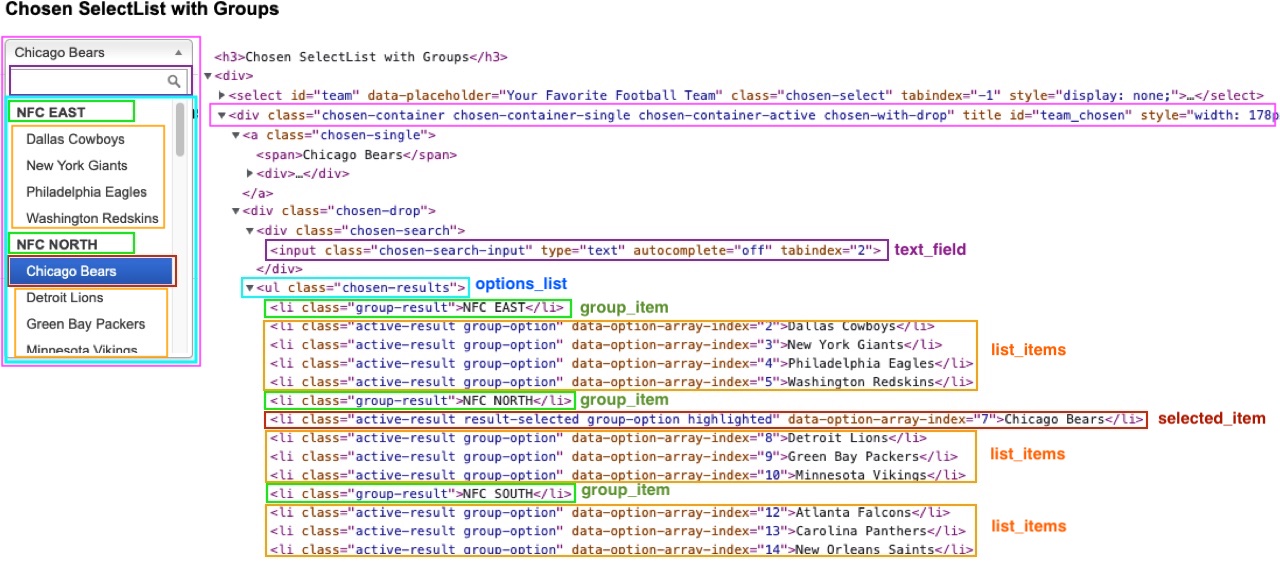 Chosen SelectList with Groups
Chicago Bears
NFC EAST
Dallas Cowboys
New York Giants
Philadelphia Eagles
Washington Redskins
NFC NORTH
Chicago Bears
Detroit Lions
Green Bay Packers
Minnesota Vikings
<h3>Chosen SelectList with Groups</h3>
<div>
<select id="team" data-placeholder="Your Favorite Football Team" class="chosen-select" tabindex="-1" style="display: none;">…</select>
<div class="chosen-container chosen-container-single chosen-container-active chosen-with-drop" title id="team_chosen" style="width: 178p
<a class="chosen-single">
<span>Chicago Bears</span>
<div>…</div>
</a>
<div class="chosen-drop">
<div class="chosen-search">
<input class="chosen-search-input" type="text" autocomplete="off" tabindex="2"> text_field
</div>
<ul class="chosen-results"> options_list
<li class="group-result">NFC EAST</li> group_item
<li class="active-result group-option" data-option-array-index="2">Dallas Cowboys</li>
<li class="active-result group-option" data-option-array-index="3">New York Giants</li> list_items
<li class="active-result group-option" data-option-array-index="4">Philadelphia Eagles</li>
<li class="active-result group-option" data-option-array-index="5">Washington Redskins</li>
<li class="group-result">NFC NORTH</li> group_item
<li class="active-result result-selected group-option highlighted" data-option-array-index="7">Chicago Bears</li> selected_item
<li class="active-result group-option" data-option-array-index="8">Detroit Lions</li>
<li class="active-result group-option" data-option-array-index="9">Green Bay Packers</li> list_items
<li class="active-result group-option" data-option-array-index="10">Minnesota Vikings</li>
<li class="group-result">NFC SOUTH</li> group_item
<li class="active-result group-option" data-option-array-index="12">Atlanta Falcons</li>
<li class="active-result group-option" data-option-array-index="13">Carolina Panthers</li> list_items
<li class="active-result group-option" data-option-array-index="14">New Orleans Saints</li>